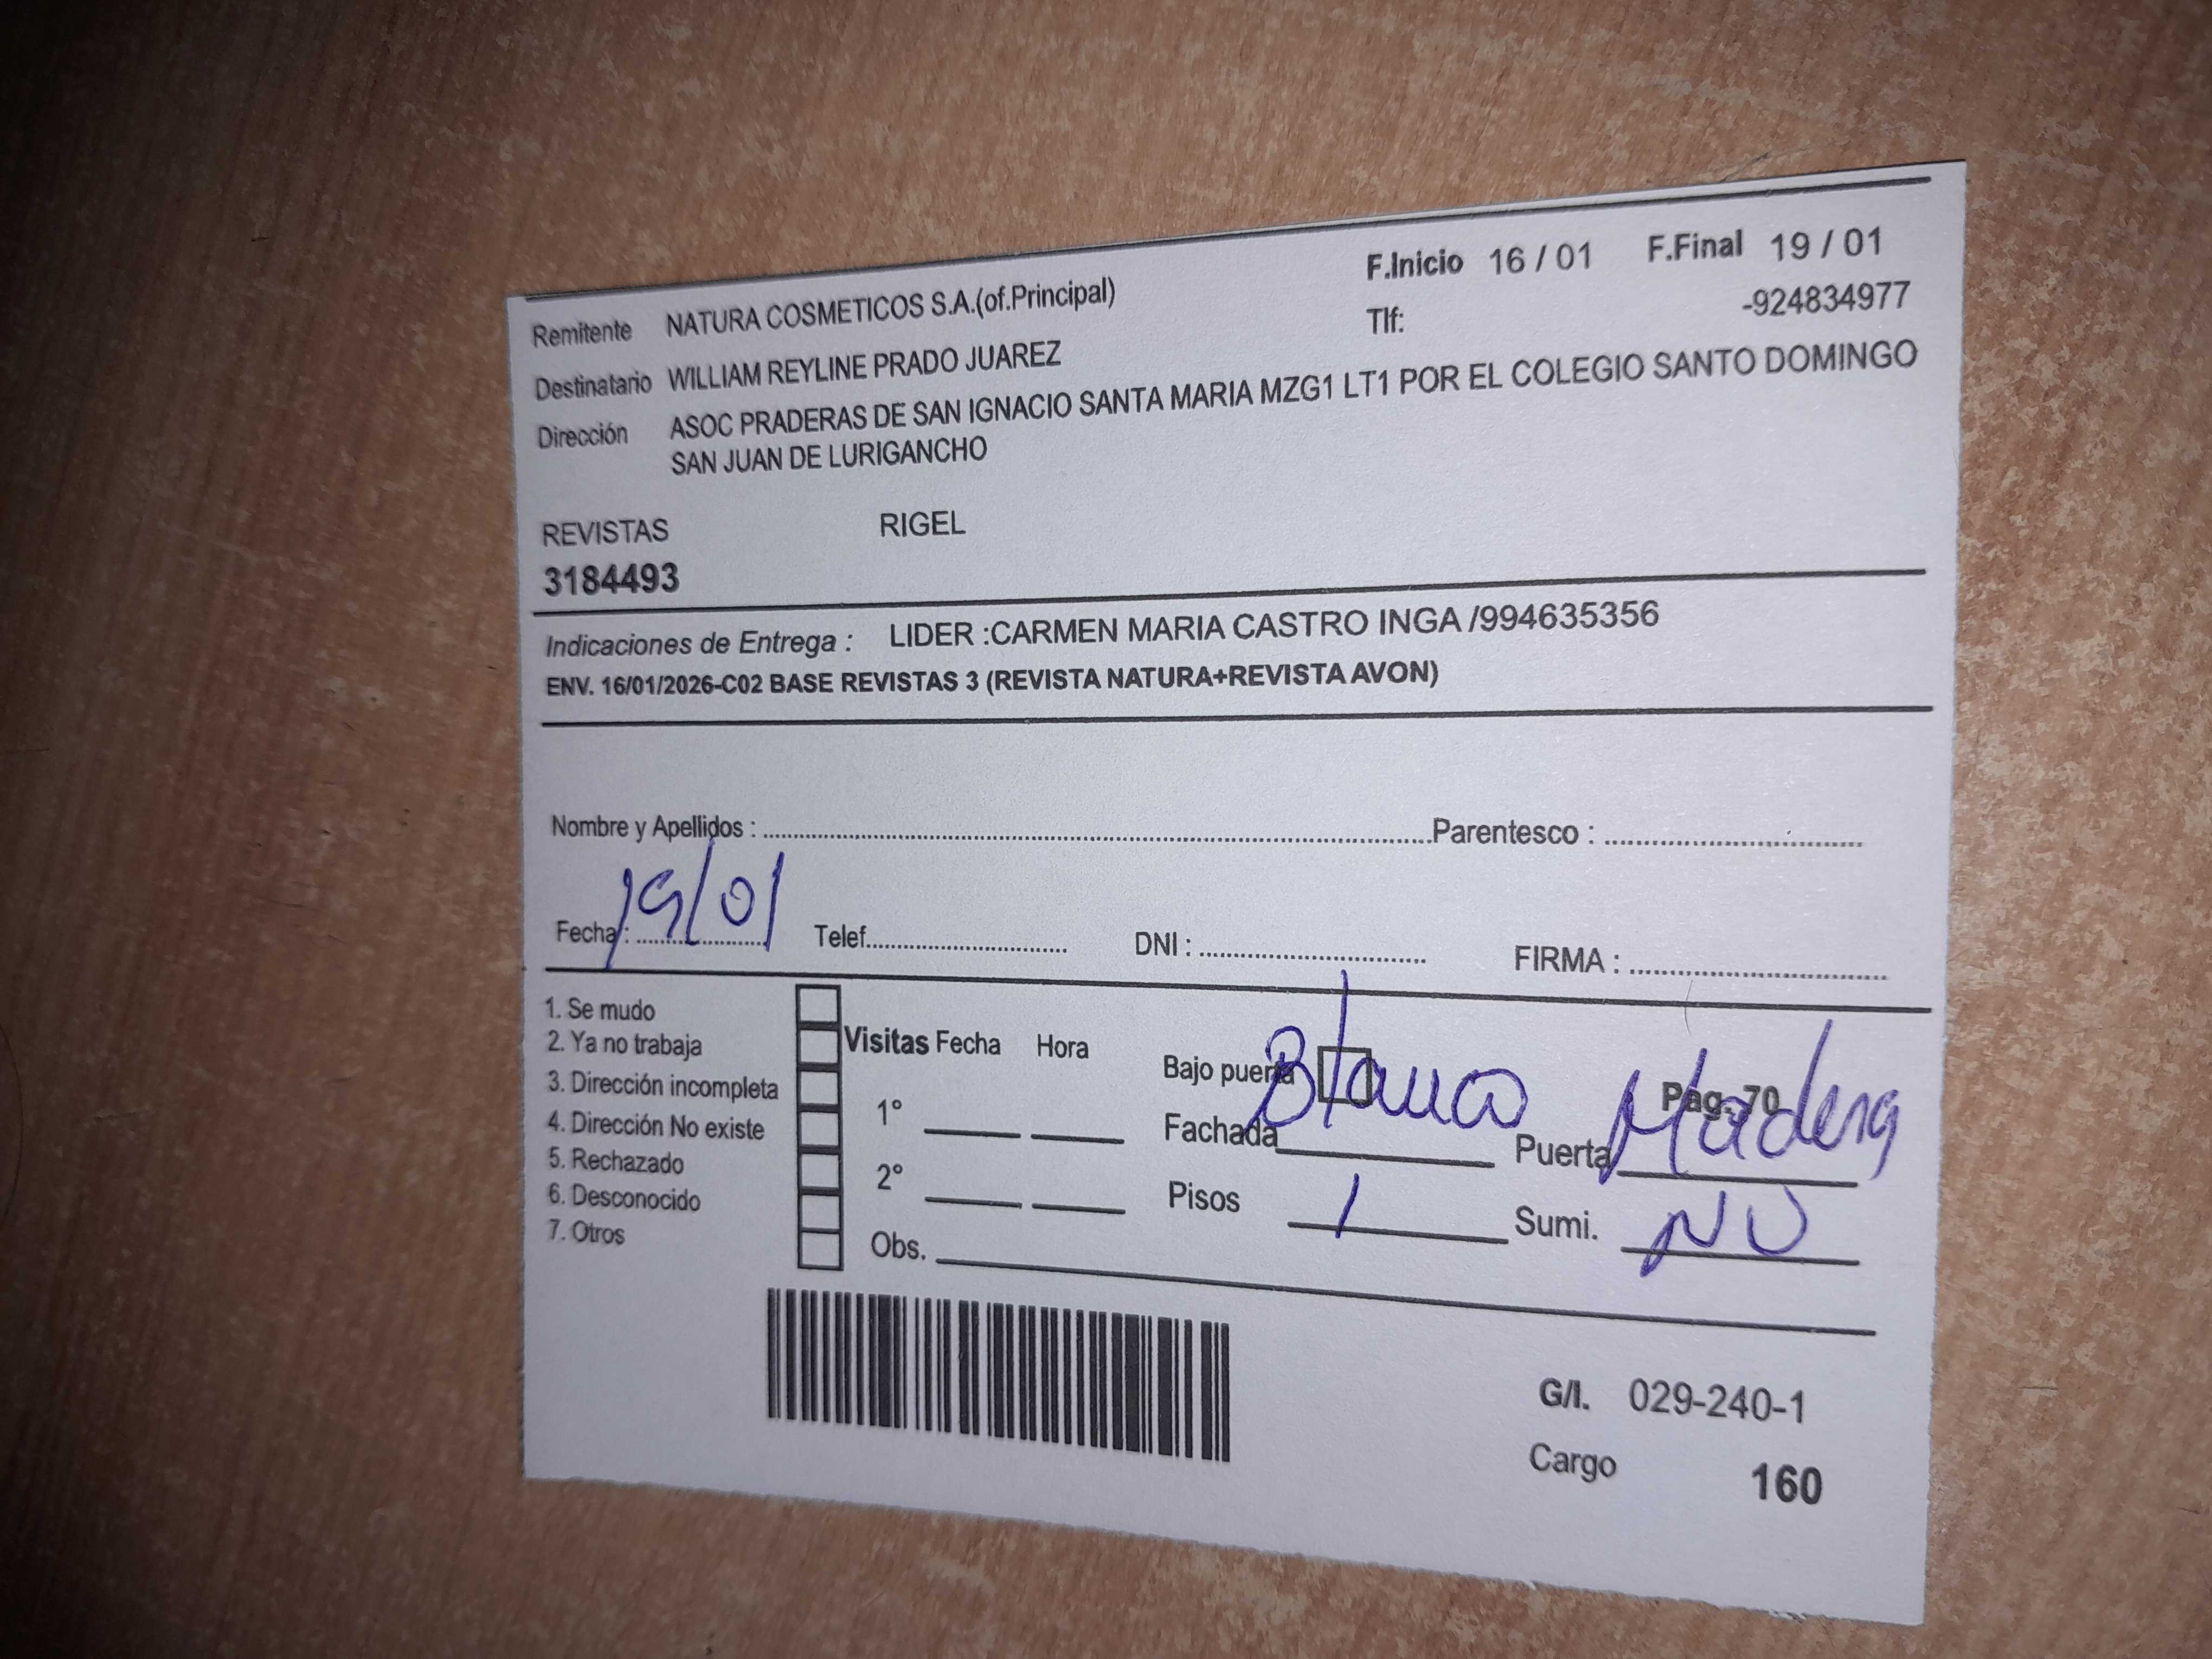 F.Inicio 16 / 01 F.Final 19 / 01
Remitente NATURA COSMETICOS S.A.(of.Principal) Tlf: -924834977
Destinatario WILLIAM REYLINE PRADO JUAREZ
Dirección ASOC PRADERAS DE SAN IGNACIO SANTA MARIA MZG1 LT1 POR EL COLEGIO SANTO DOMINGO
SAN JUAN DE LURIGANCHO
REVISTAS RIGEL
3184493
Indicaciones de Entrega : LIDER :CARMEN MARIA CASTRO INGA /994635356
ENV. 16/01/2026-C02 BASE REVISTAS 3 (REVISTA NATURA+REVISTA AVON)
Nombre y Apellidos : Parentesco :
Fecha : 19/01 Telef. DNI : FIRMA :
1. Se mudo
2. Ya no trabaja
3. Dirección incompleta
4. Dirección No existe
5. Rechazado
6. Desconocido
7. Otros
Visitas Fecha Hora
1°
2°
Obs.
Bajo puerta Pag. 70
Fachada Blanco Puerta Madera
Pisos 1 Sumi. NO
G/I. 029-240-1
Cargo 160